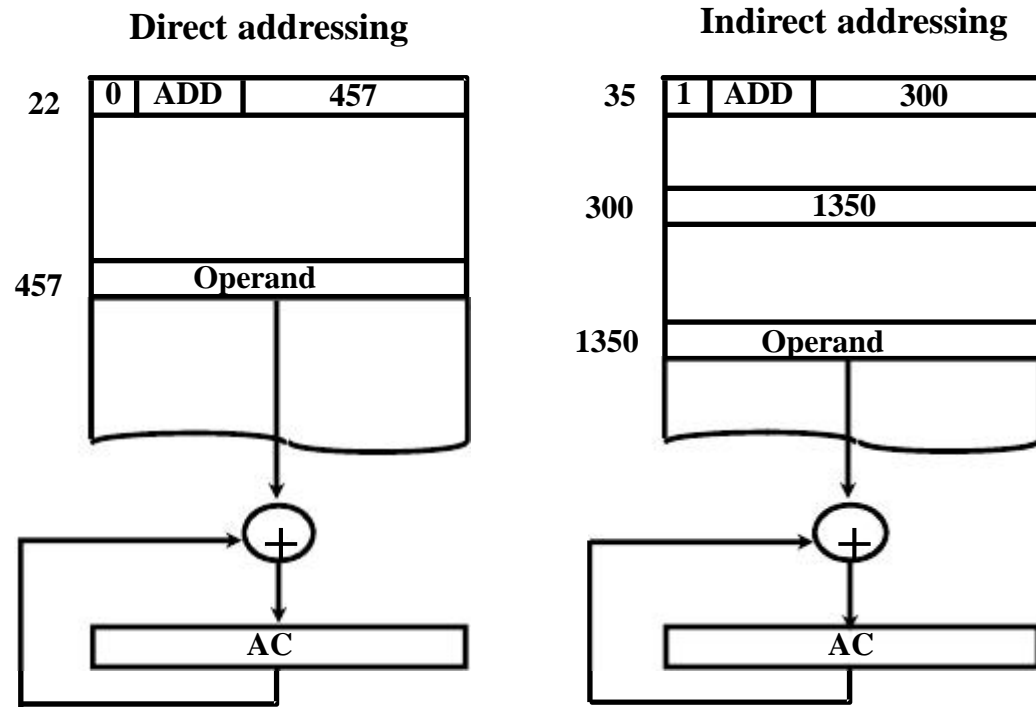 Direct addressing
22 0 ADD 457
457 Operand
+
AC
Indirect addressing
35 1 ADD 300
300 1350
1350 Operand
+
AC